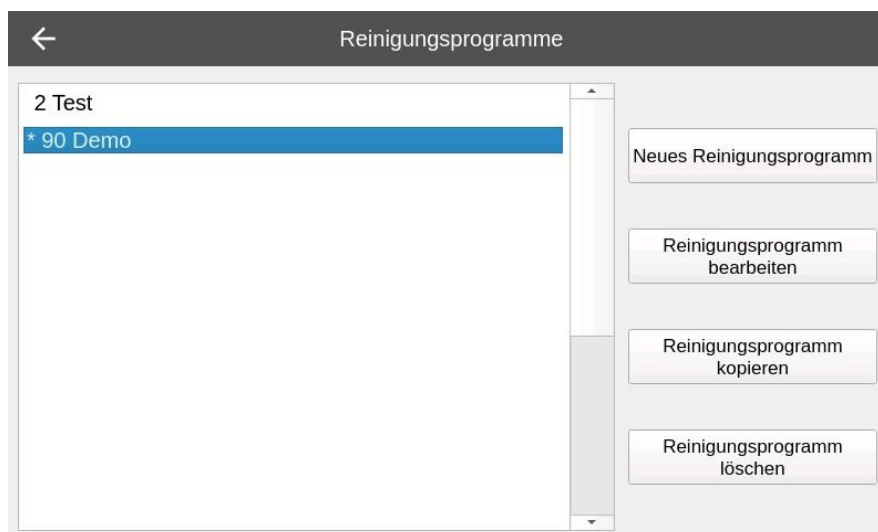 Reinigungsprogramme
2 Test
* 90 Demo
Neues Reinigungsprogramm
Reinigungsprogramm
bearbeiten
Reinigungsprogramm
kopieren
Reinigungsprogramm
löschen